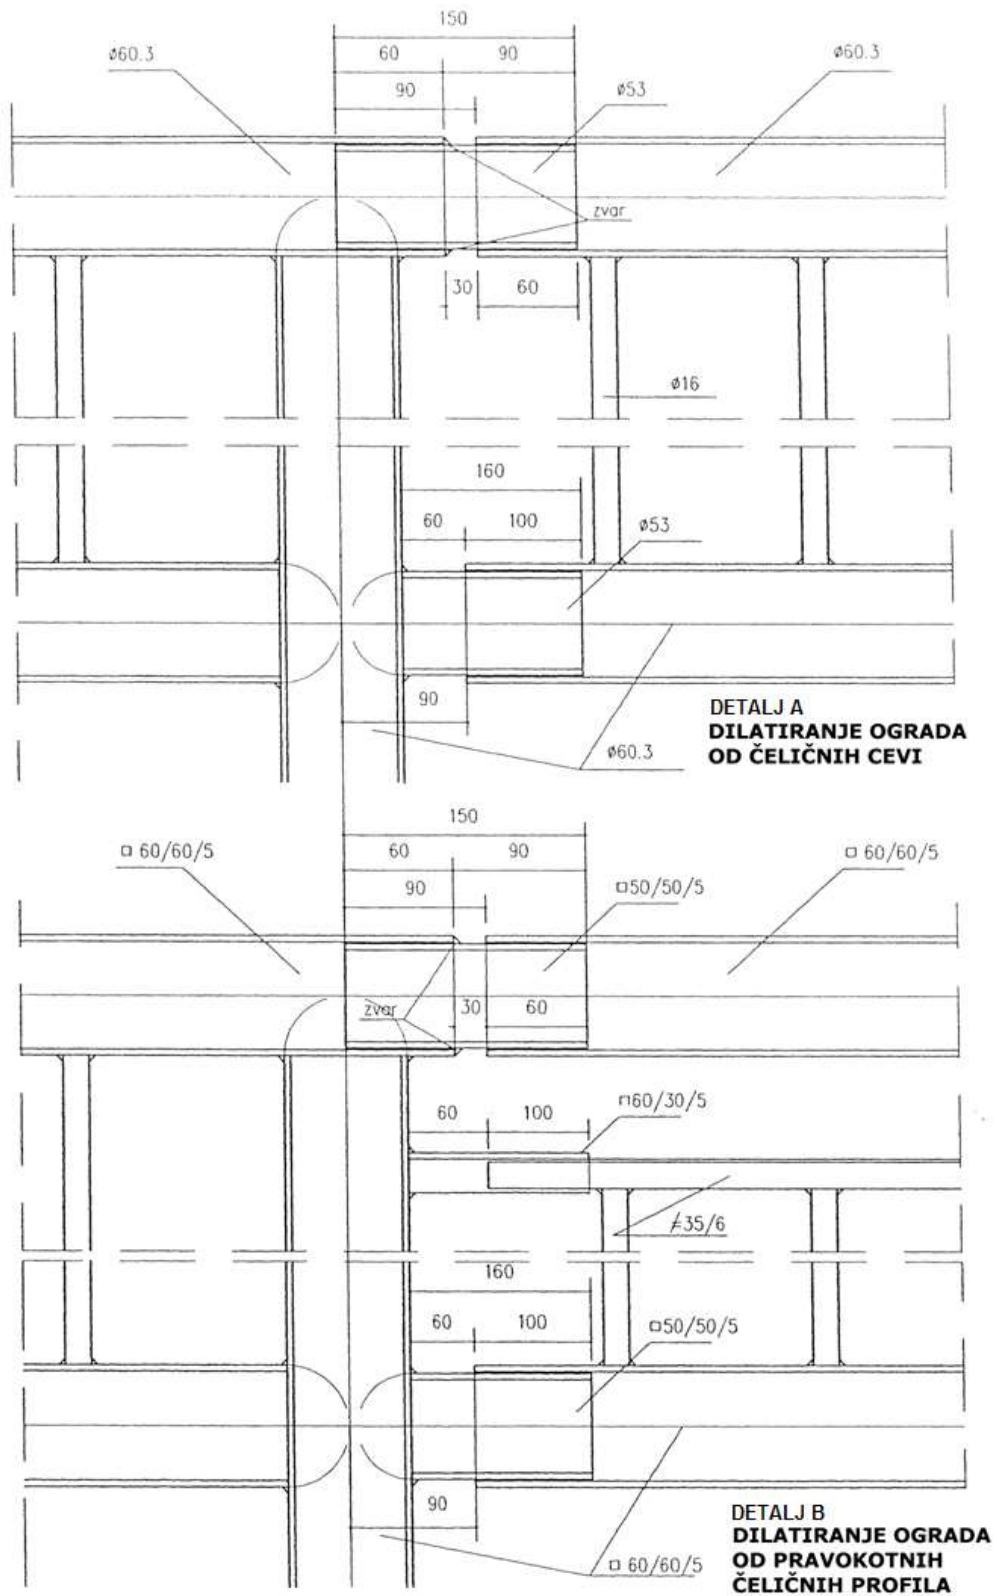 150
ø60.3 60 90 ø60.3
90 ø53
zvar
30 60
ø16
160
60 100 ø53
90
DETALJ A
DILATIRANJE OGRADA
OD ČELIČNIH CEVI
ø60.3
150
□ 60/60/5 60 90 □ 60/60/5
90 □50/50/5
zvar 30 60
60 100 □60/30/5
≠35/6
160
60 100 □50/50/5
90
DETALJ B
DILATIRANJE OGRADA
OD PRAVOKOTNIH
ČELIČNIH PROFILA
□ 60/60/5